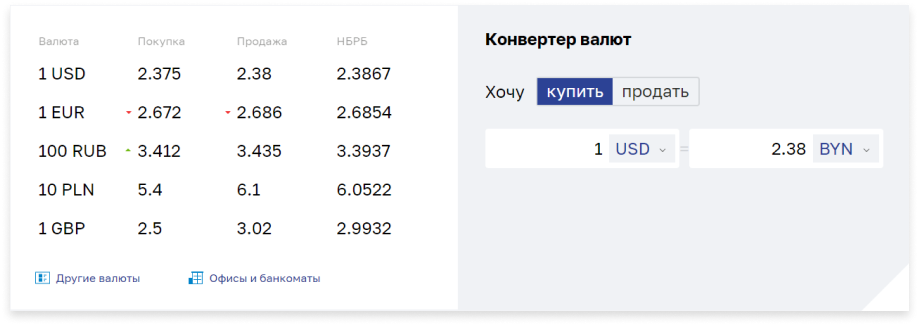 Валюта Покупка Продажа НБРБ
1 USD 2.375 2.38 2.3867
1 EUR 2.672 2.686 2.6854
100 RUB 3.412 3.435 3.3937
10 PLN 5.4 6.1 6.0522
1 GBP 2.5 3.02 2.9932
Другие валюты Офисы и банкоматы
Конвертер валют
Хочу купить продать
1 USD = 2.38 BYN